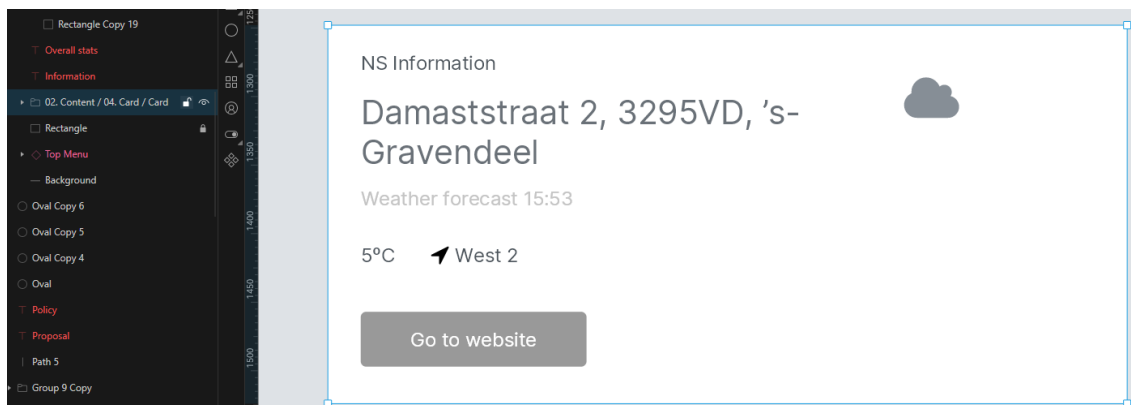 Rectangle Copy 19
Overall stats
Information
02. Content / 04. Card / Card
Rectangle
Top Menu
Background
Oval Copy 6
Oval Copy 5
Oval Copy 4
Oval
Policy
Proposal
Path 5
Group 9 Copy
1250
1300
1350
1400
1450
1500
NS Information
Damaststraat 2, 3295VD, ’s-
Gravendeel
Weather forecast 15:53
5ºC West 2
Go to website